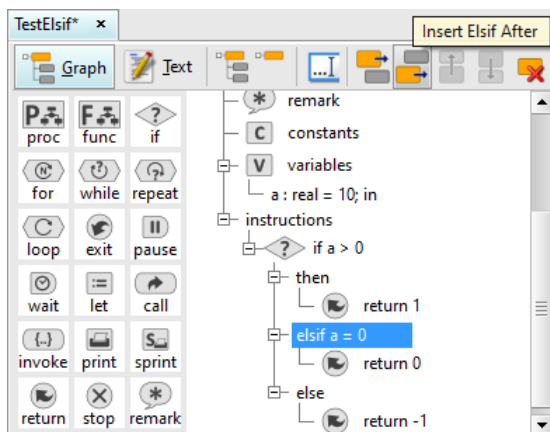 TestElsif* ×
Insert Elsif After
Graph Text
proc func if
for while repeat
loop exit pause
wait let call
invoke print sprint
return stop remark
remark
C constants
V variables
a : real = 10; in
instructions
? if a > 0
then
return 1
elsif a = 0
return 0
else
return -1